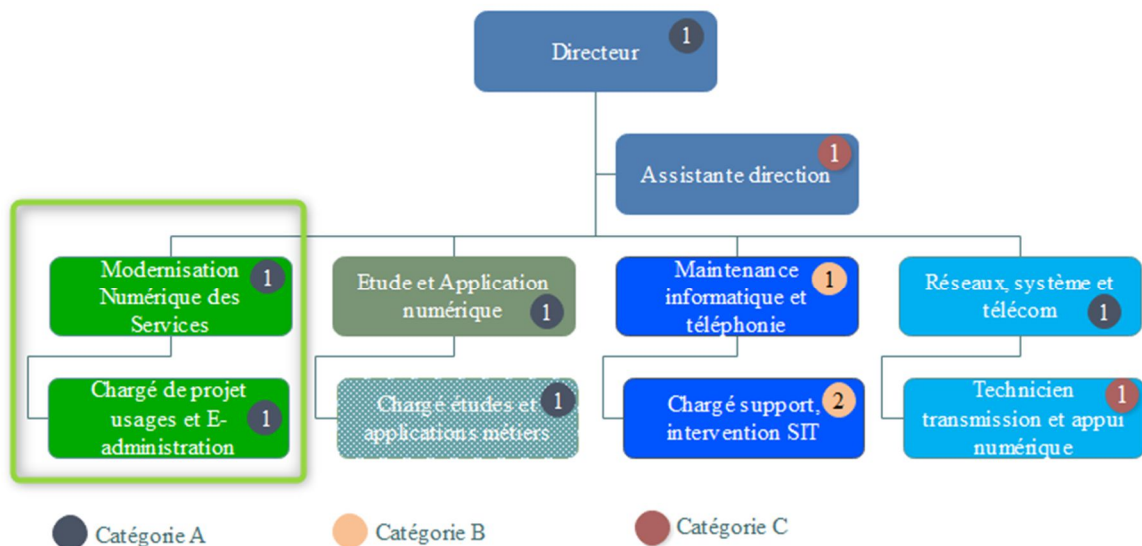 1
Directeur
1
Assistante direction
Modernisation
Numérique des
Services
1
Etude et Application
numérique
1
Maintenance
informatique et
téléphonie
1
Réseaux, système et
télécom
1
Chargé de projet
usages et E-
administration
1
Chargé études et
applications métiers
1
Chargé support,
intervention SIT
2
Technicien
transmission et appui
numérique
1
Catégorie A
Catégorie B
Catégorie C